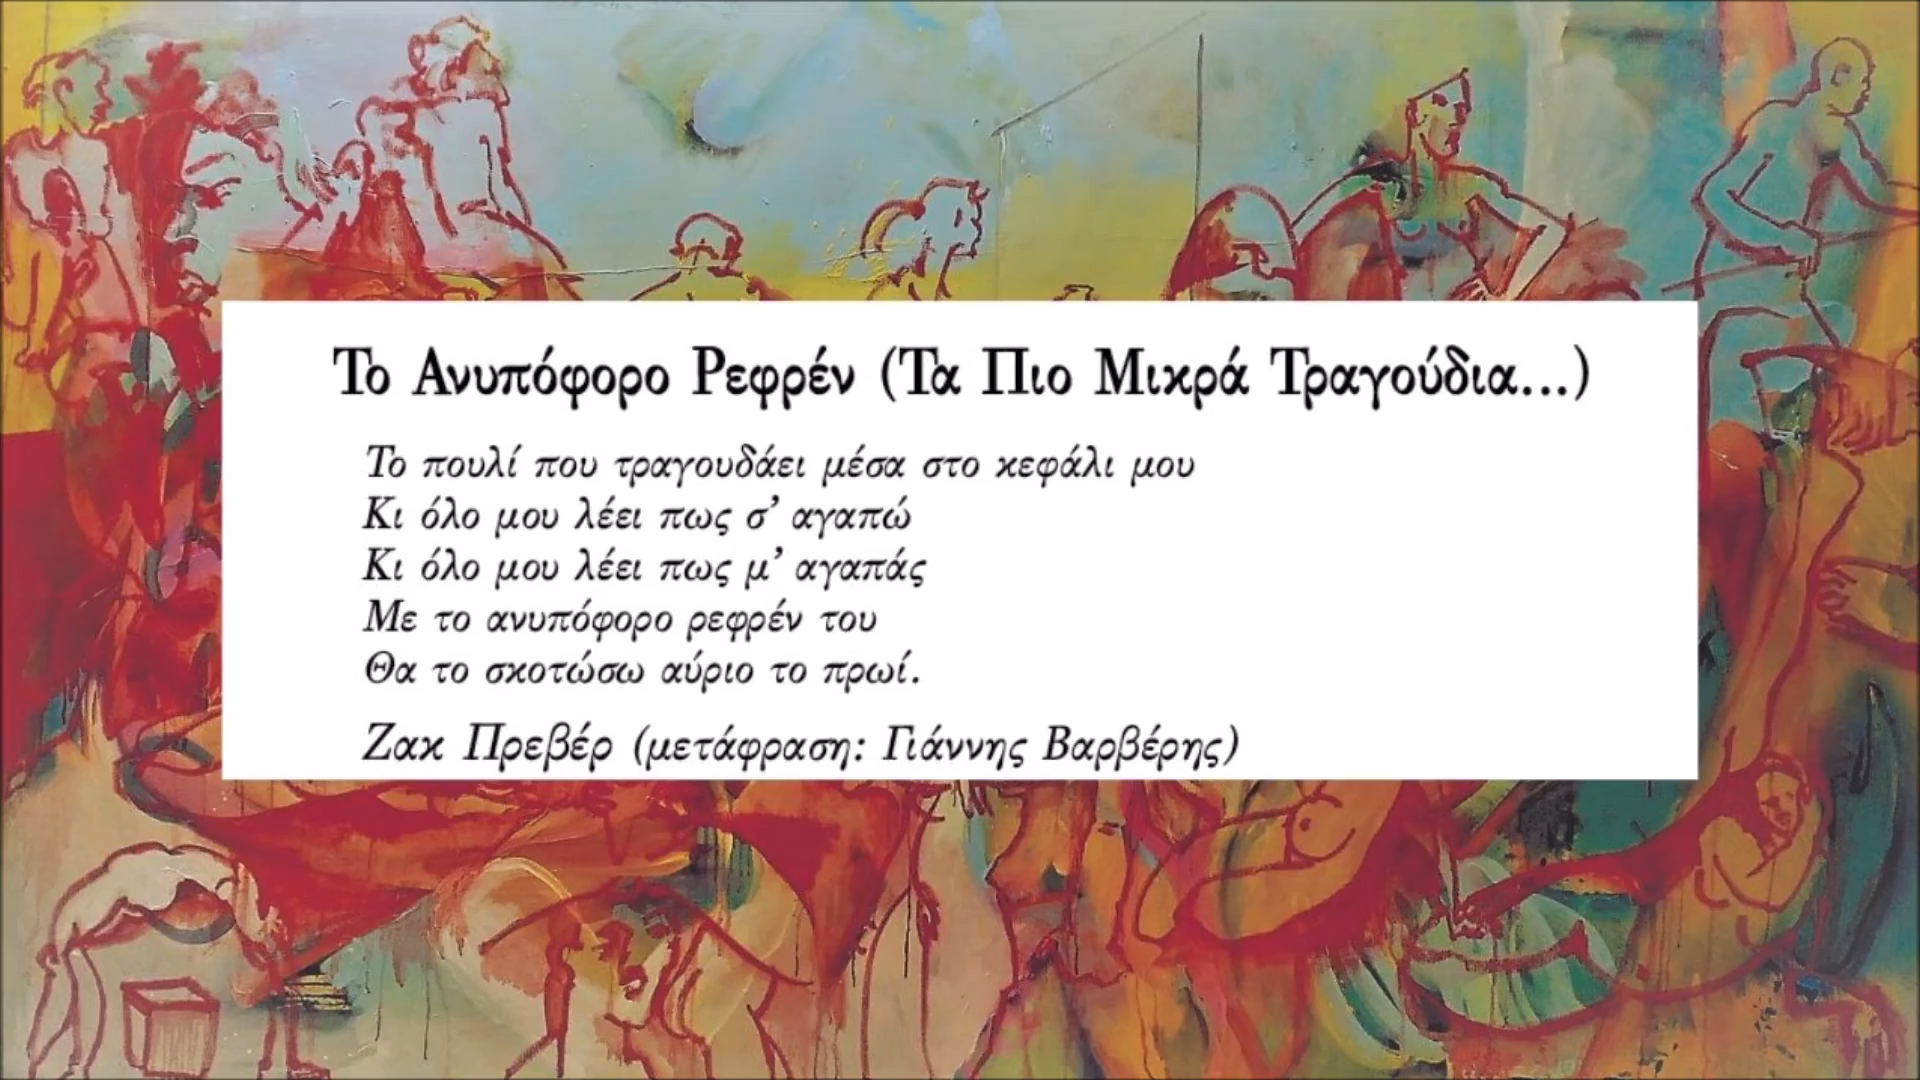 Το Ανυπόφορο Ρεφρέν (Τα Πιο Μικρά Τραγούδια...)
Το πουλί που τραγουδάει μέσα στο κεφάλι μου
Κι όλο μου λέει πως σ’ αγαπώ
Κι όλο μου λέει πως μ’ αγαπάς
Με το ανυπόφορο ρεφρέν του
Θα το σκοτώσω αύριο το πρωί.
Ζακ Πρεβέρ (μετάφραση: Γιάννης Βαρβέρης)